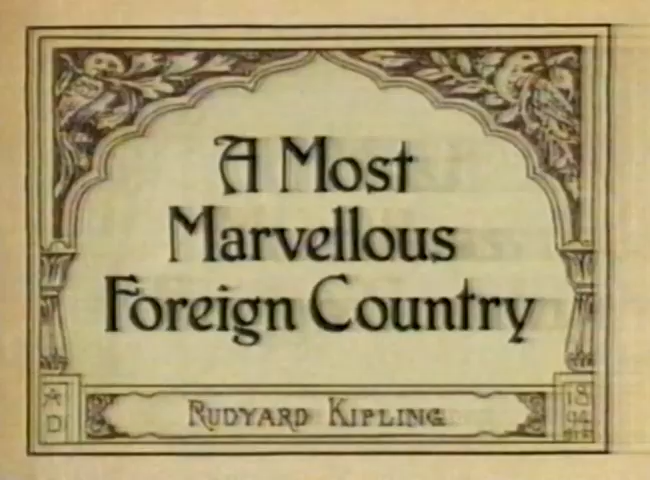 A Most
Marvellous
Foreign Country
RUDYARD KIPLING
A
D
18
94